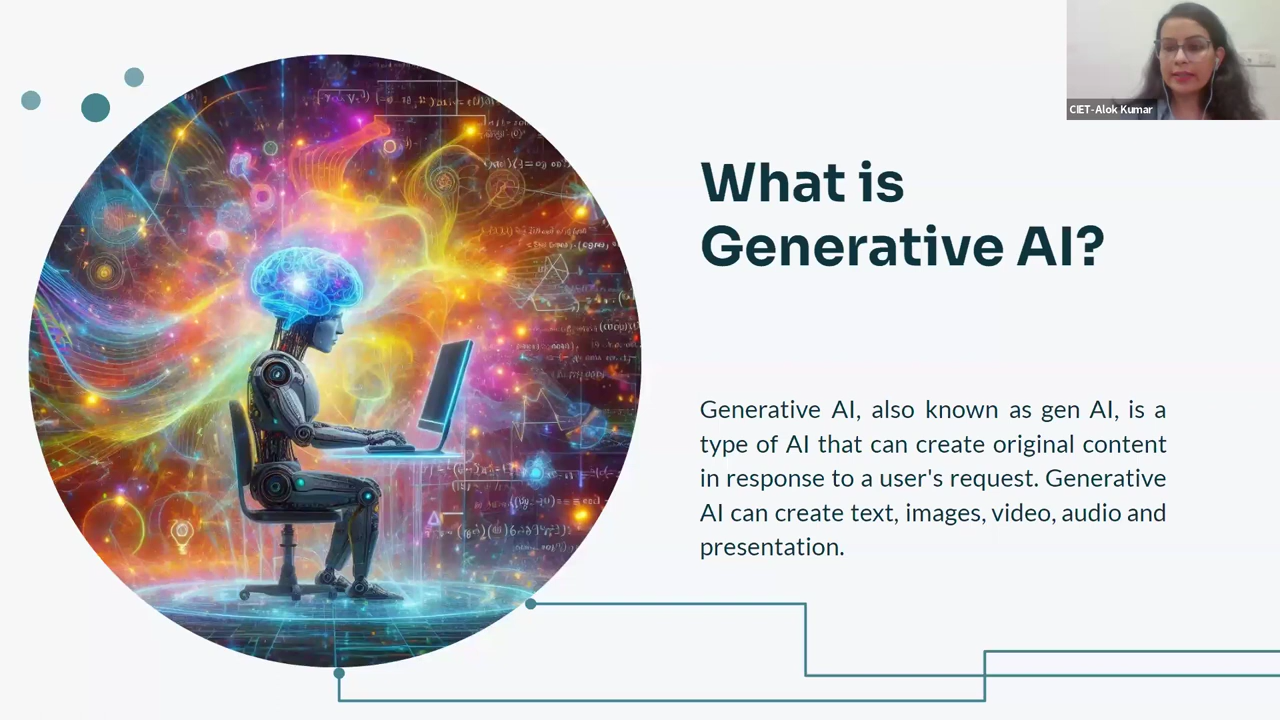 CIET-Alok Kumar
What is
Generative AI?
Generative AI, also known as gen AI, is a
type of AI that can create original content
in response to a user's request. Generative
AI can create text, images, video, audio and
presentation.